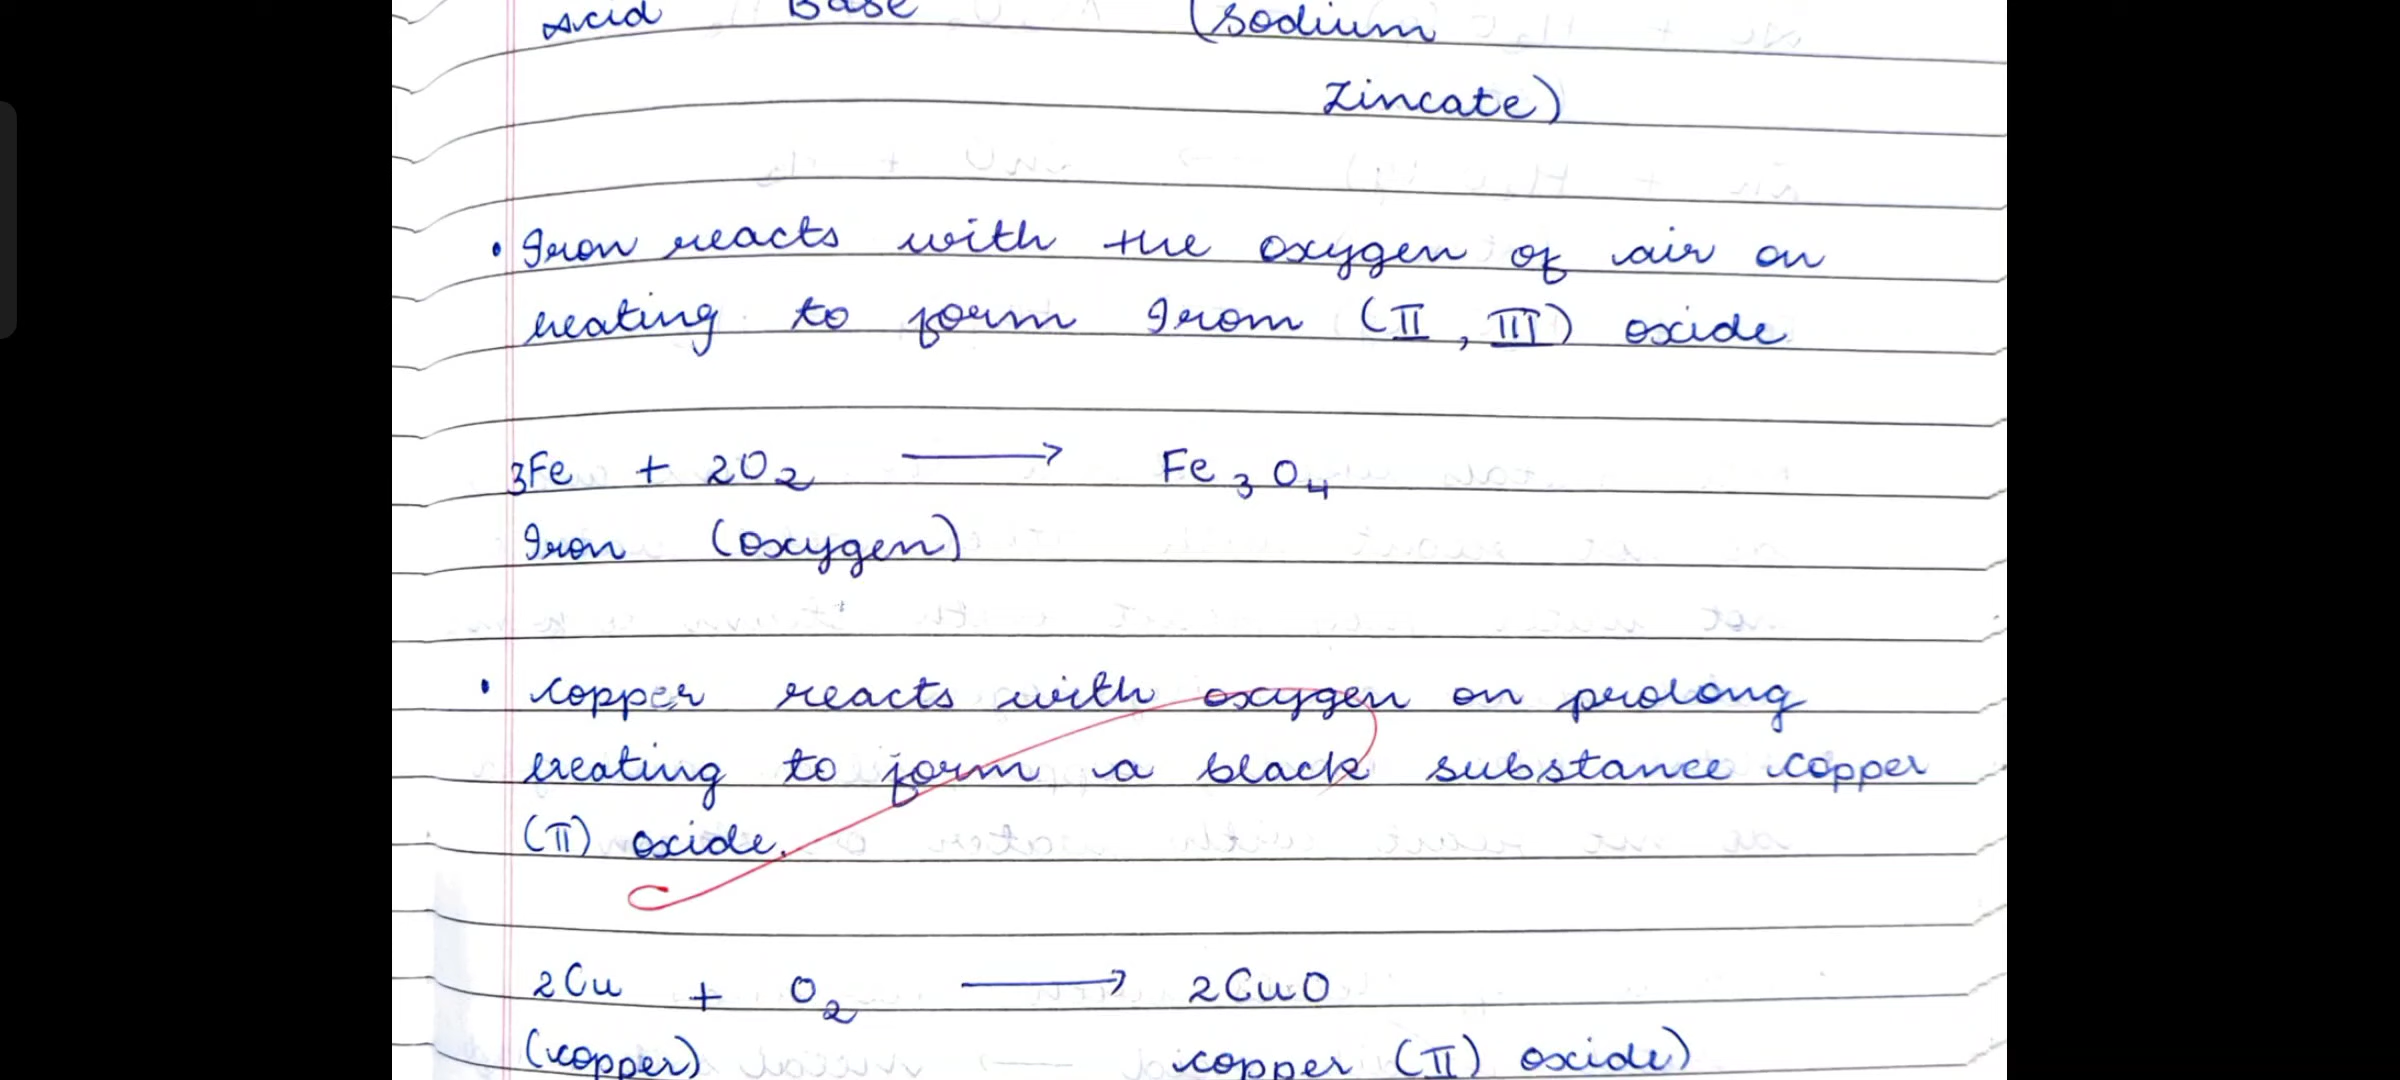 Acid Base (Sodium
Zincate)
• Iron reacts with the oxygen of air on
heating to form Iron (II, III) oxide
3Fe + 2O₂ ⟶ Fe₃O₄
Iron (oxygen)
• copper reacts with oxygen on prolong
heating to form a black substance copper
(II) oxide.
2Cu + O₂ ⟶ 2CuO
(copper) copper (II) oxide)